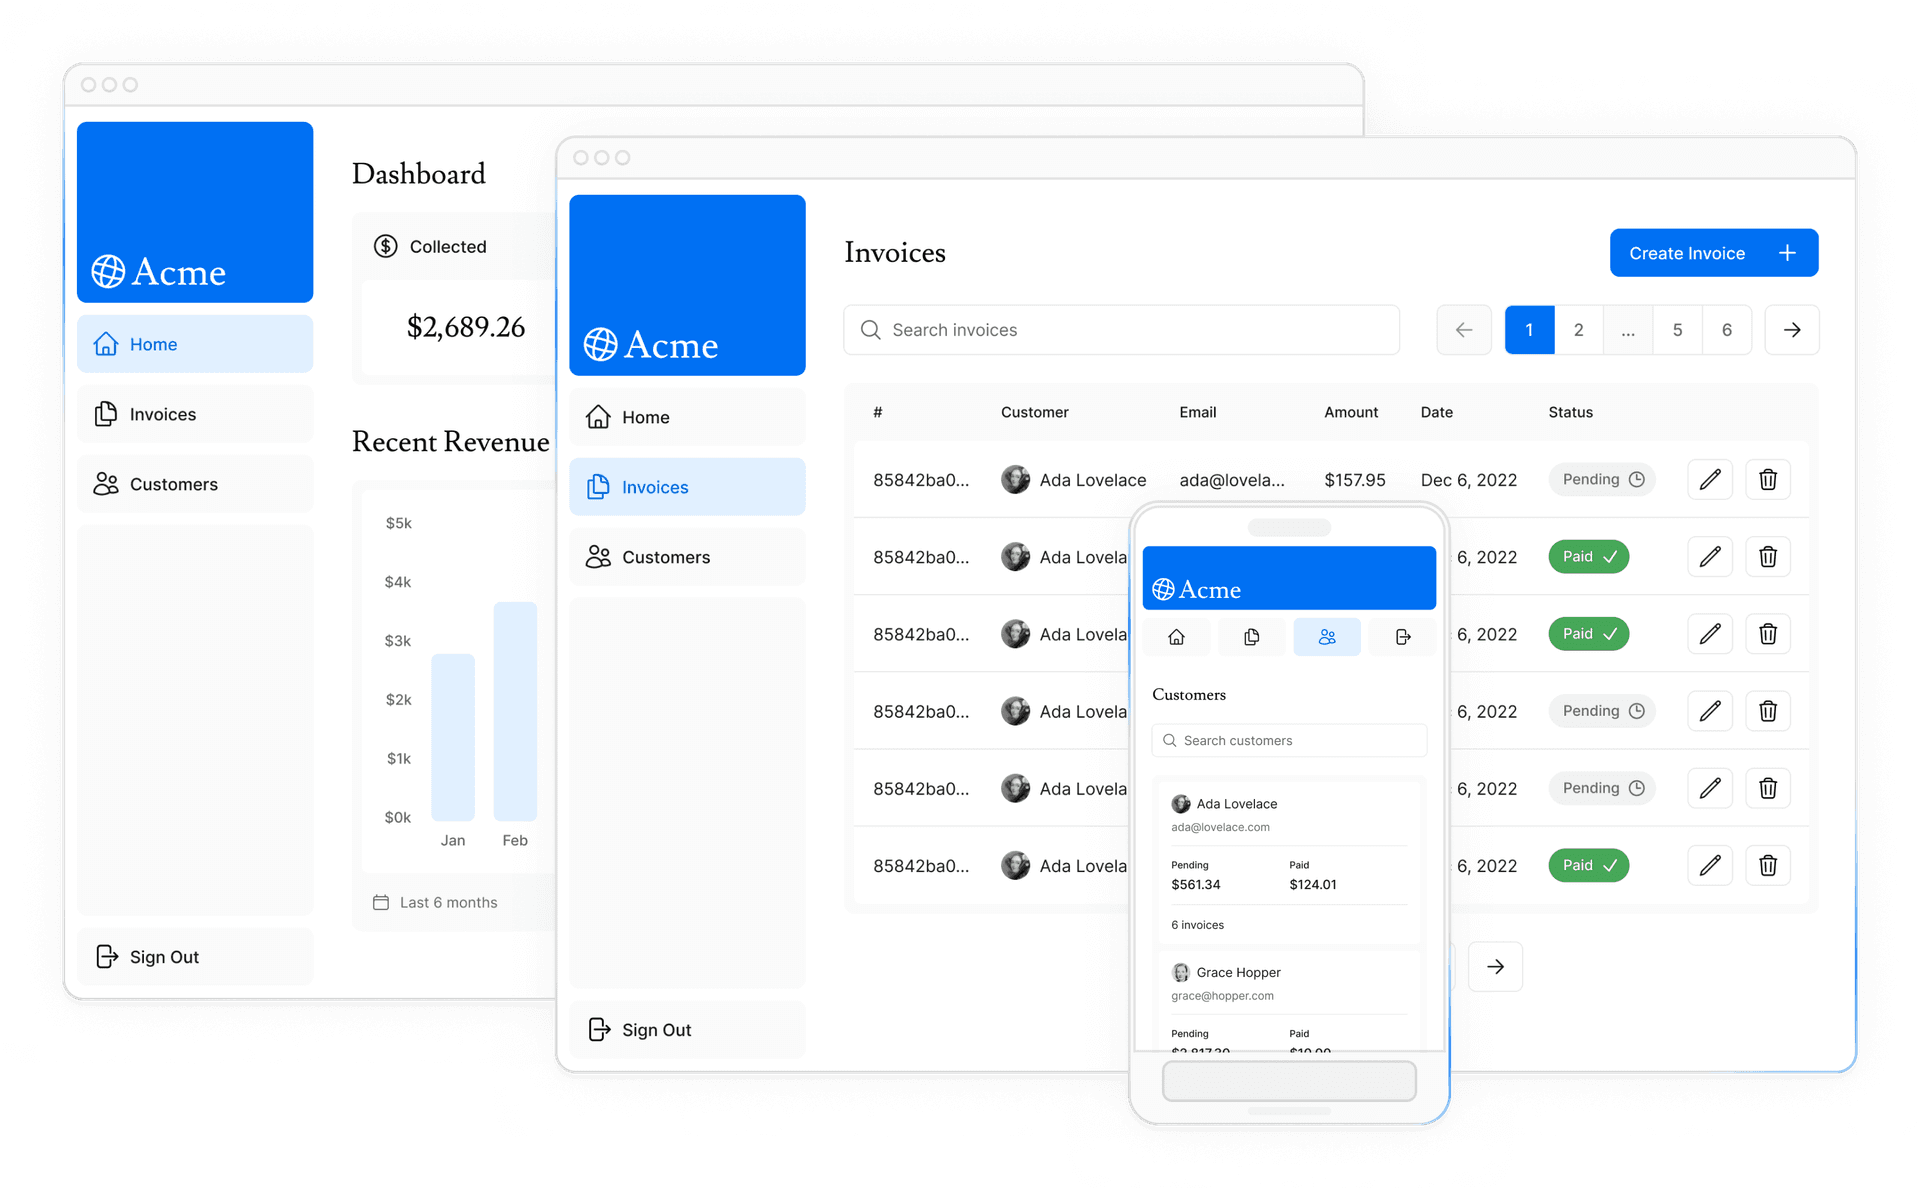 Acme
Home
Invoices
Customers
Sign Out
Dashboard
Collected
$2,689.26
Recent Revenue
$5k
$4k
$3k
$2k
$1k
$0k
Jan Feb
Last 6 months
Acme
Home
Invoices
Customers
Sign Out
Invoices
Create Invoice
Search invoices
1 2 ... 5 6
# Customer Email Amount Date Status
85842ba0... Ada Lovelace ada@lovela... $157.95 Dec 6, 2022 Pending
85842ba0... Ada Lovela 6, 2022 Paid
85842ba0... Ada Lovela 6, 2022 Paid
85842ba0... Ada Lovela 6, 2022 Pending
85842ba0... Ada Lovela 6, 2022 Pending
85842ba0... Ada Lovela 6, 2022 Paid
Acme
Customers
Search customers
Ada Lovelace
ada@lovelace.com
Pending Paid
$561.34 $124.01
6 invoices
Grace Hopper
grace@hopper.com
Pending Paid